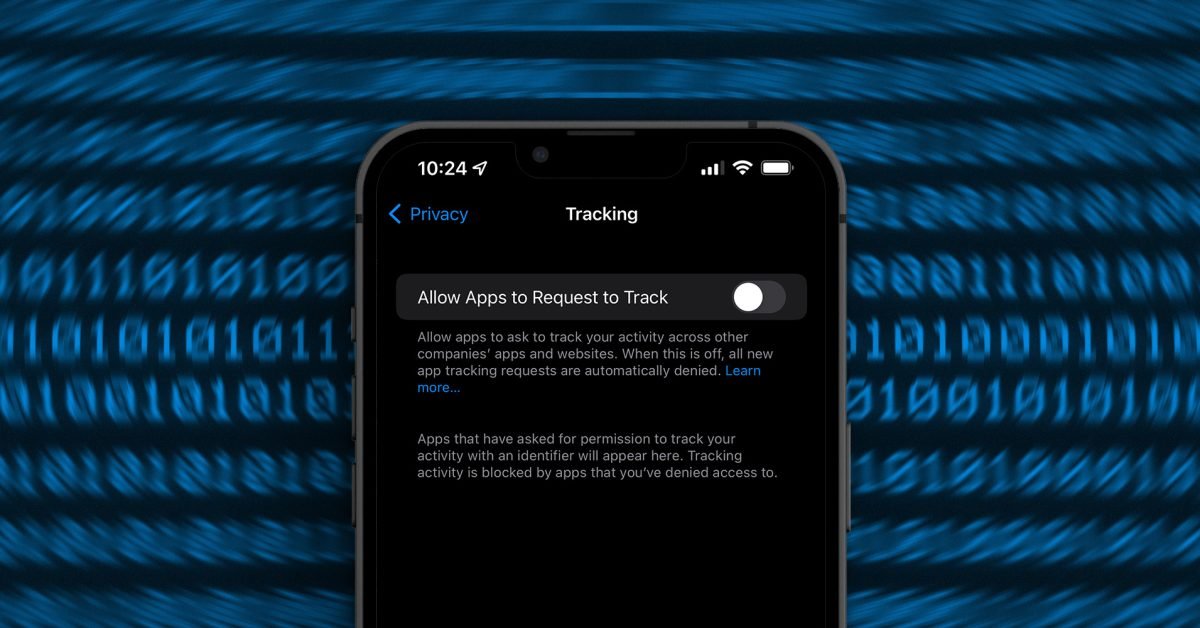 10:24
Privacy
Tracking
Allow Apps to Request to Track
Allow apps to ask to track your activity across other
companies’ apps and websites. When this is off, all new
app tracking requests are automatically denied. Learn
more...
Apps that have asked for permission to track your
activity with an identifier will appear here. Tracking
activity is blocked by apps that you’ve denied access to.